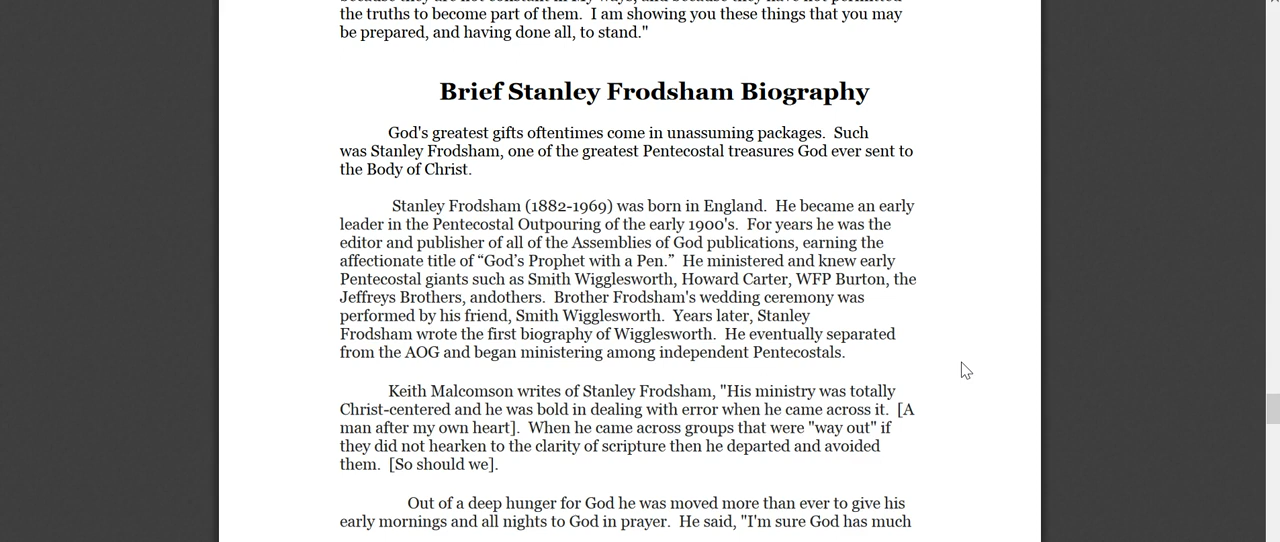 the truths to become part of them.  I am showing you these things that you may
be prepared, and having done all, to stand."
Brief Stanley Frodsham Biography
God's greatest gifts oftentimes come in unassuming packages.  Such
was Stanley Frodsham, one of the greatest Pentecostal treasures God ever sent to
the Body of Christ.
Stanley Frodsham (1882-1969) was born in England.  He became an early
leader in the Pentecostal Outpouring of the early 1900's.  For years he was the
editor and publisher of all of the Assemblies of God publications, earning the
affectionate title of “God’s Prophet with a Pen.”  He ministered and knew early
Pentecostal giants such as Smith Wigglesworth, Howard Carter, WFP Burton, the
Jeffreys Brothers, andothers.  Brother Frodsham's wedding ceremony was
performed by his friend, Smith Wigglesworth.  Years later, Stanley
Frodsham wrote the first biography of Wigglesworth.  He eventually separated
from the AOG and began ministering among independent Pentecostals.
Keith Malcomson writes of Stanley Frodsham, "His ministry was totally
Christ-centered and he was bold in dealing with error when he came across it.  [A
man after my own heart].  When he came across groups that were "way out" if
they did not hearken to the clarity of scripture then he departed and avoided
them.  [So should we].
Out of a deep hunger for God he was moved more than ever to give his
early mornings and all nights to God in prayer.  He said, "I'm sure God has much